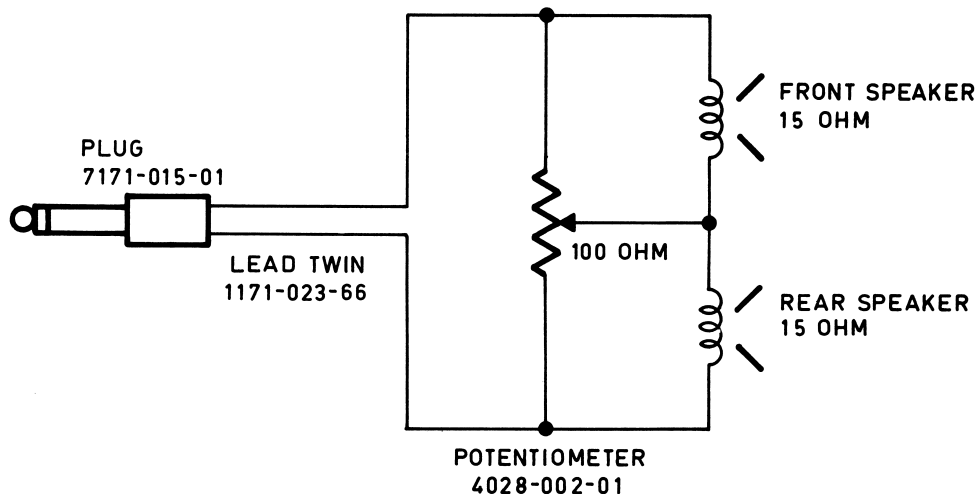 FRONT SPEAKER
15 OHM
PLUG
7171-015-01
100 OHM
LEAD TWIN
1171-023-66
REAR SPEAKER
15 OHM
POTENTIOMETER
4028-002-01